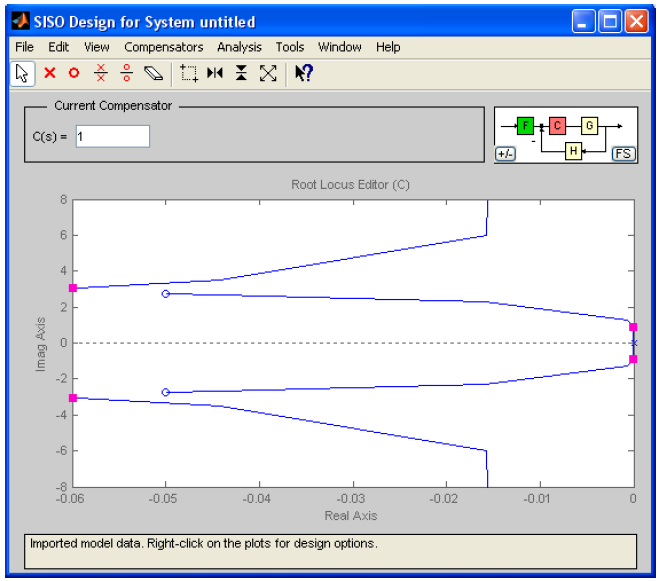 SISO Design for System untitled
File Edit View Compensators Analysis Tools Window Help
Current Compensator
C(s) = 1
F C G
H
+/- FS
Root Locus Editor (C)
8
6
4
2
0
-2
-4
-6
-8
Imag Axis
-0.06 -0.05 -0.04 -0.03 -0.02 -0.01 0
Real Axis
Imported model data. Right-click on the plots for design options.